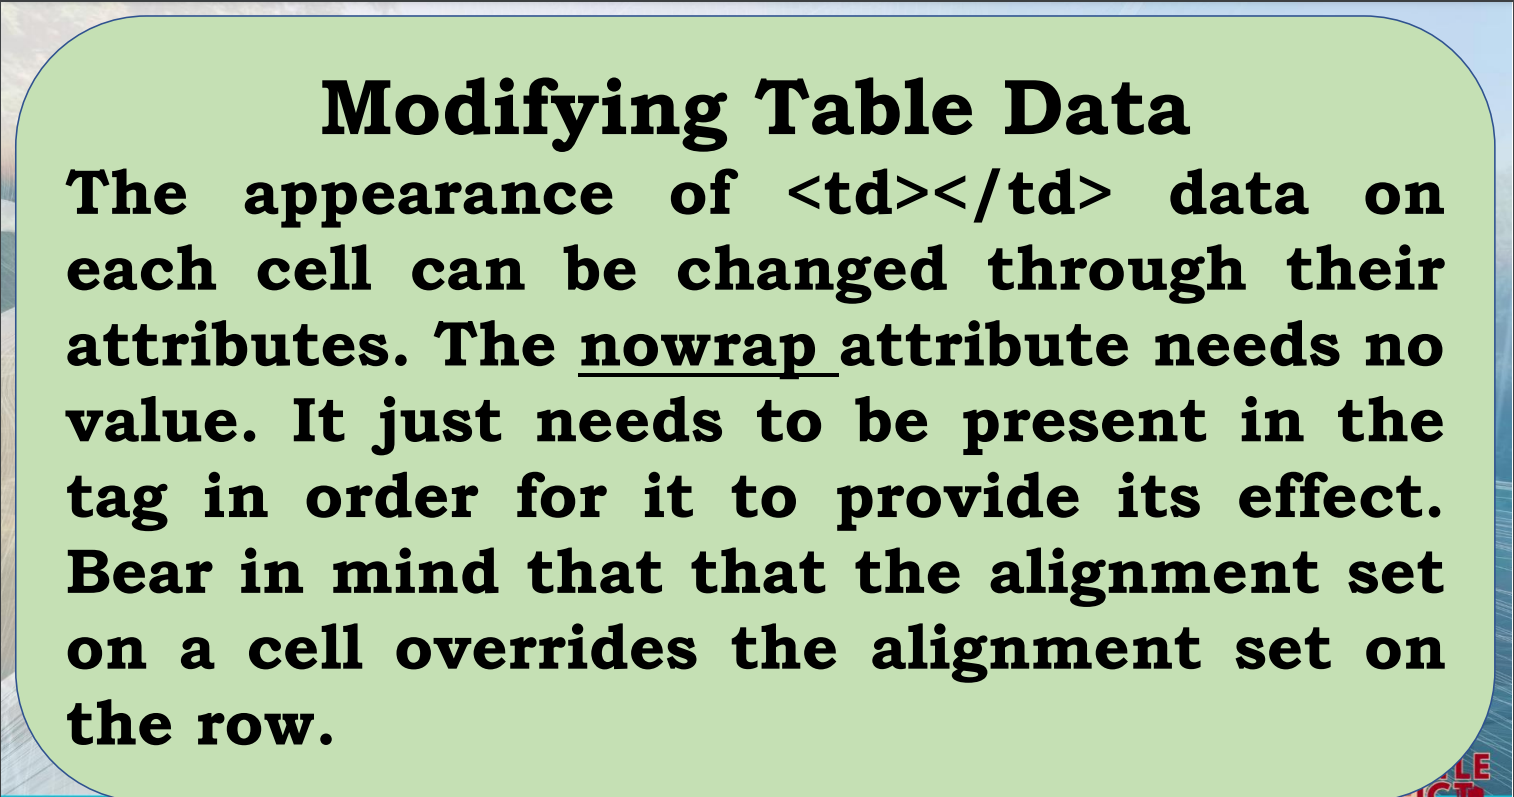 Modifying Table Data
The appearance of <td></td> data on
each cell can be changed through their
attributes. The nowrap attribute needs no
value. It just needs to be present in the
tag in order for it to provide its effect.
Bear in mind that that the alignment set
on a cell overrides the alignment set on
the row.